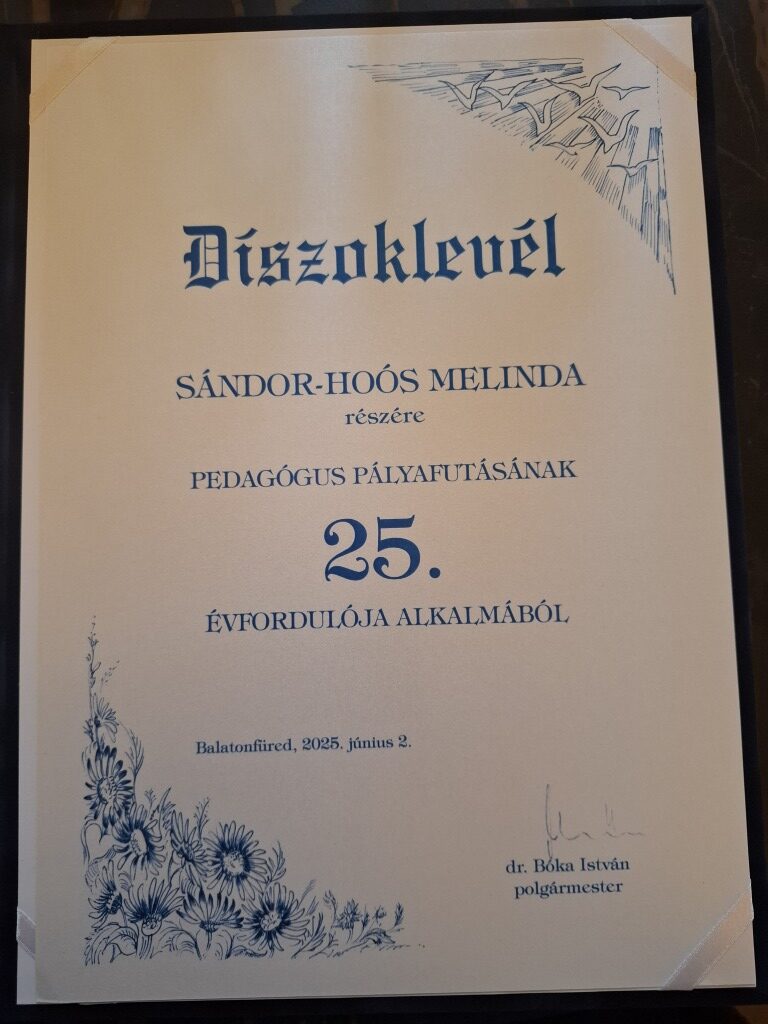 Díszoklevél
SÁNDOR-HOÓS MELINDA
részére
PEDAGÓGUS PÁLYAFUTÁSÁNAK
25.
ÉVFORDULÓJA ALKALMÁBÓL
Balatonfüred, 2025. június 2.
dr. Bóka István
polgármester